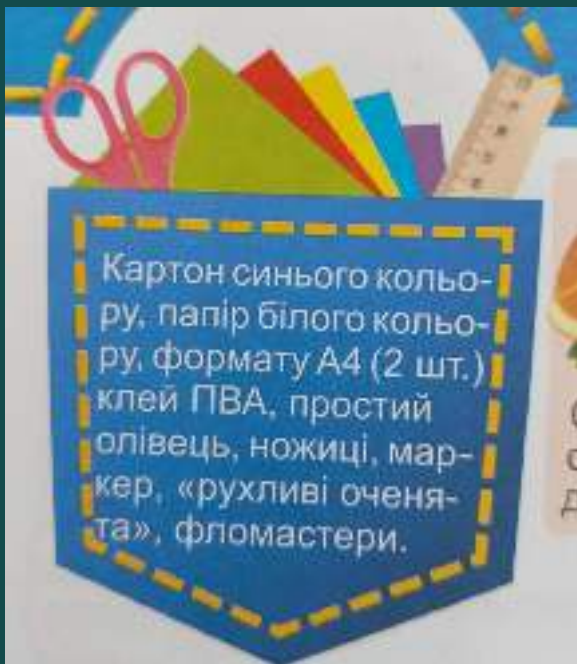 Картон синього кольо-
ру, папір білого кольо-
ру, формату А4 (2 шт.)
клей ПВА, простий
олівець, ножиці, мар-
кер, «рухливі оченя-
та», фломастери.